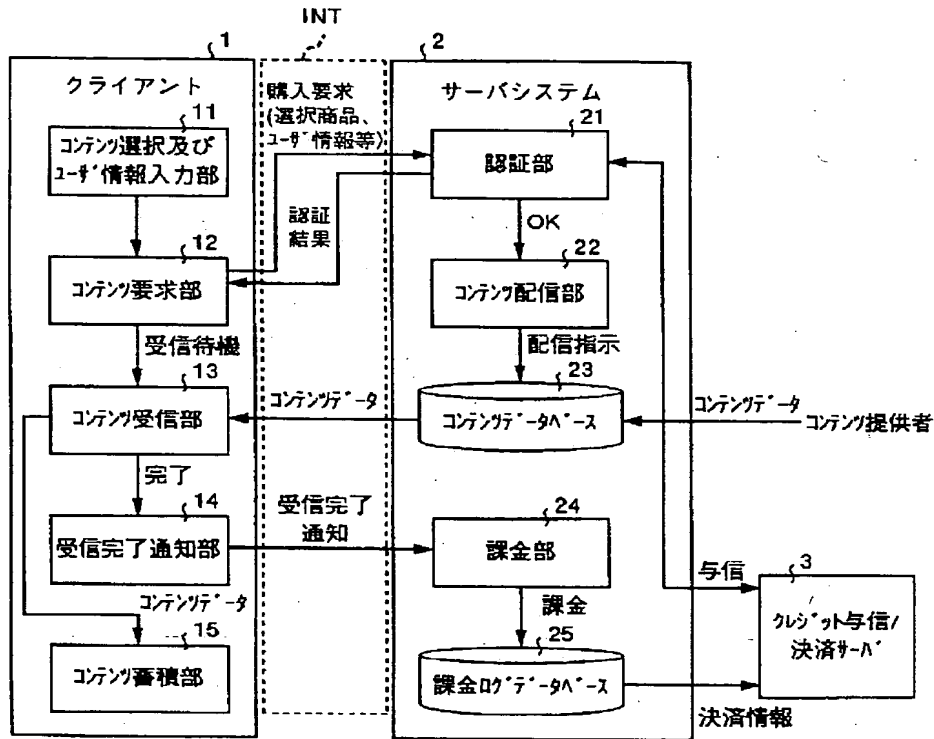 INT
1
2
クライアント
購入要求
(選択商品、
ユーザ情報等)
サーバシステム
11
コンテンツ選択及び
ユーザ情報入力部
21
認証部
認証
結果
OK
12
コンテンツ要求部
22
コンテンツ配信部
受信待機
配信指示
13
コンテンツ受信部
コンテンツデータ
23
コンテンツデータベース
コンテンツデータ
コンテンツ提供者
完了
14
受信完了通知部
受信完了
通知
24
課金部
与信
3
クレジット与信/
決済サーバ
コンテンツデータ
課金
15
コンテンツ蓄積部
25
課金ログデータベース
決済情報